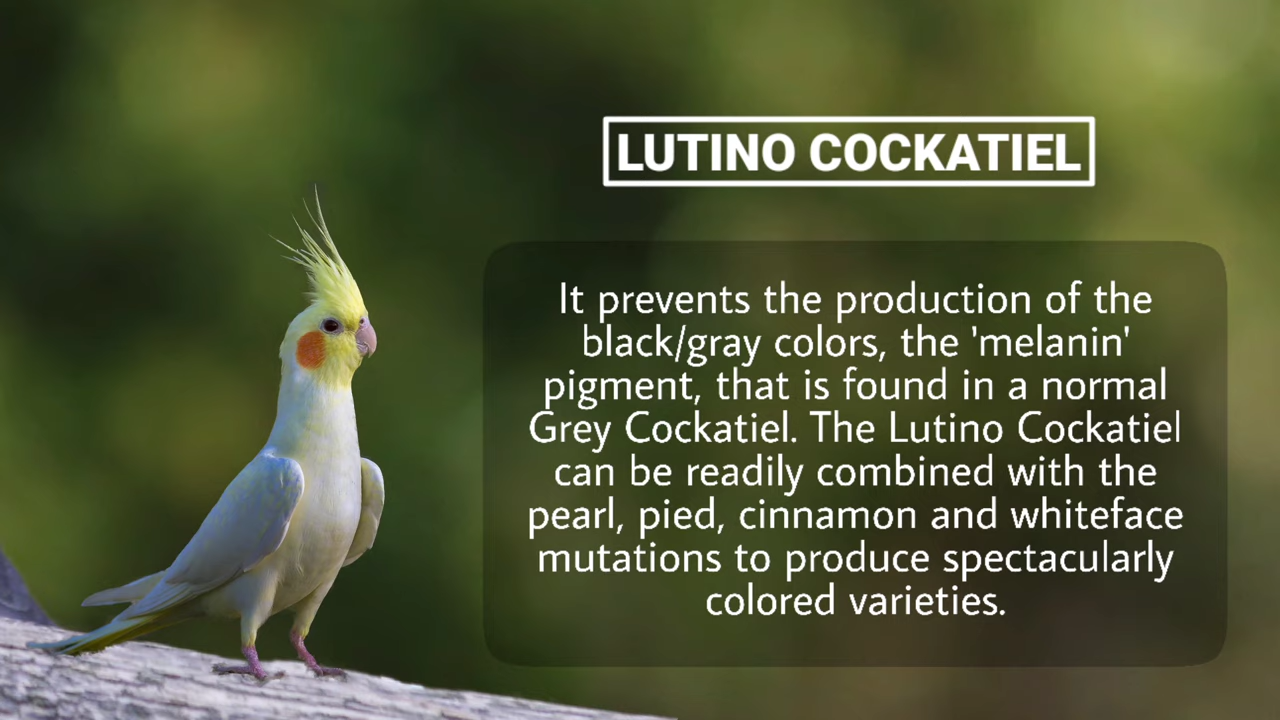 LUTINO COCKATIEL
It prevents the production of the
black/gray colors, the 'melanin'
pigment, that is found in a normal
Grey Cockatiel. The Lutino Cockatiel
can be readily combined with the
pearl, pied, cinnamon and whiteface
mutations to produce spectacularly
colored varieties.